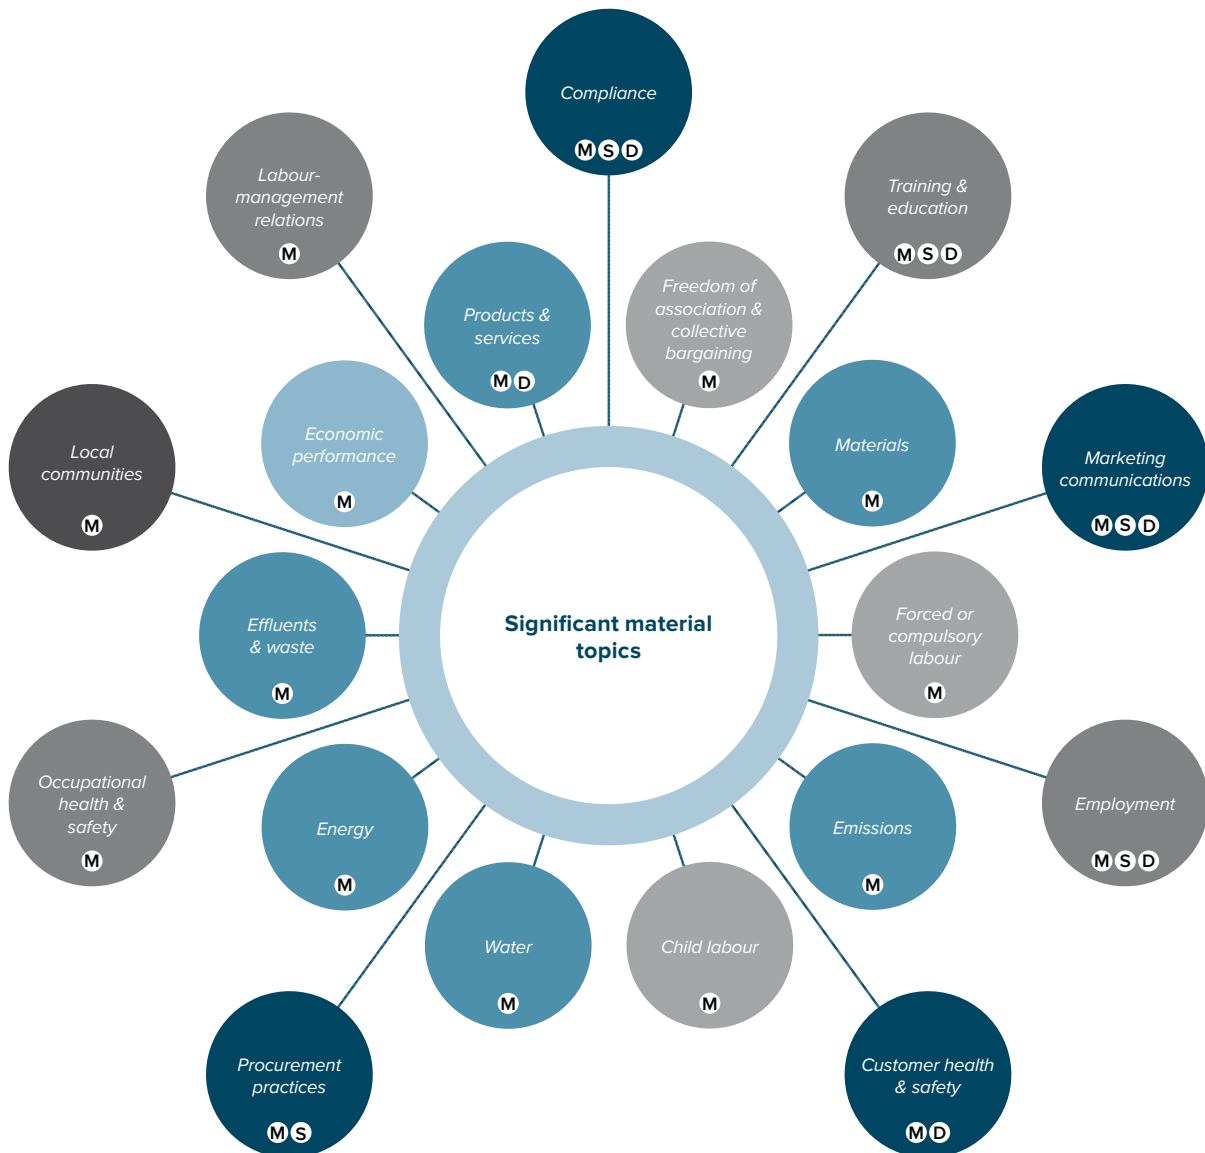 Compliance
M S D
Labour-
management
relations
M
Training &
education
M S D
Products &
services
M D
Freedom of
association &
collective
bargaining
M
Economic
performance
M
Materials
M
Local
communities
M
Marketing
communications
M S D
Effluents
& waste
M
Significant material
topics
Forced or
compulsory
labour
M
Occupational
health &
safety
M
Energy
M
Emissions
M
Employment
M S D
Water
M
Child labour
M
Procurement
practices
M S
Customer health
& safety
M D